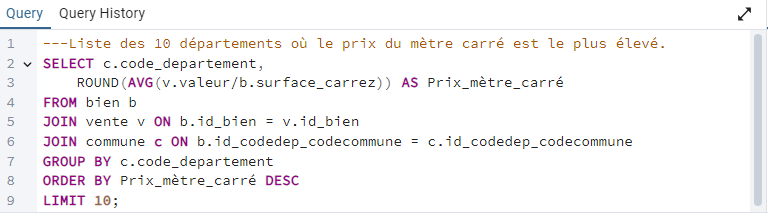 Query Query History
1 ---Liste des 10 départements où le prix du mètre carré est le plus élevé.
2 SELECT c.code_departement,
3 ROUND(AVG(v.valeur/b.surface_carrez)) AS Prix_mètre_carré
4 FROM bien b
5 JOIN vente v ON b.id_bien = v.id_bien
6 JOIN commune c ON b.id_codedep_codecommune = c.id_codedep_codecommune
7 GROUP BY c.code_departement
8 ORDER BY Prix_mètre_carré DESC
9 LIMIT 10;